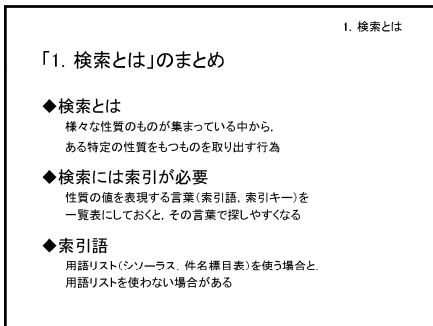 1. 検索とは
「1. 検索とは」のまとめ
◆検索とは
様々な性質のものが集まっている中から,
ある特定の性質をもつものを取り出す行為
◆検索には索引が必要
性質の値を表現する言葉(索引語, 索引キー)を
一覧表にしておくと, その言葉で探しやすくなる
◆索引語
用語リスト(シソーラス, 件名標目表)を使う場合と,
用語リストを使わない場合がある